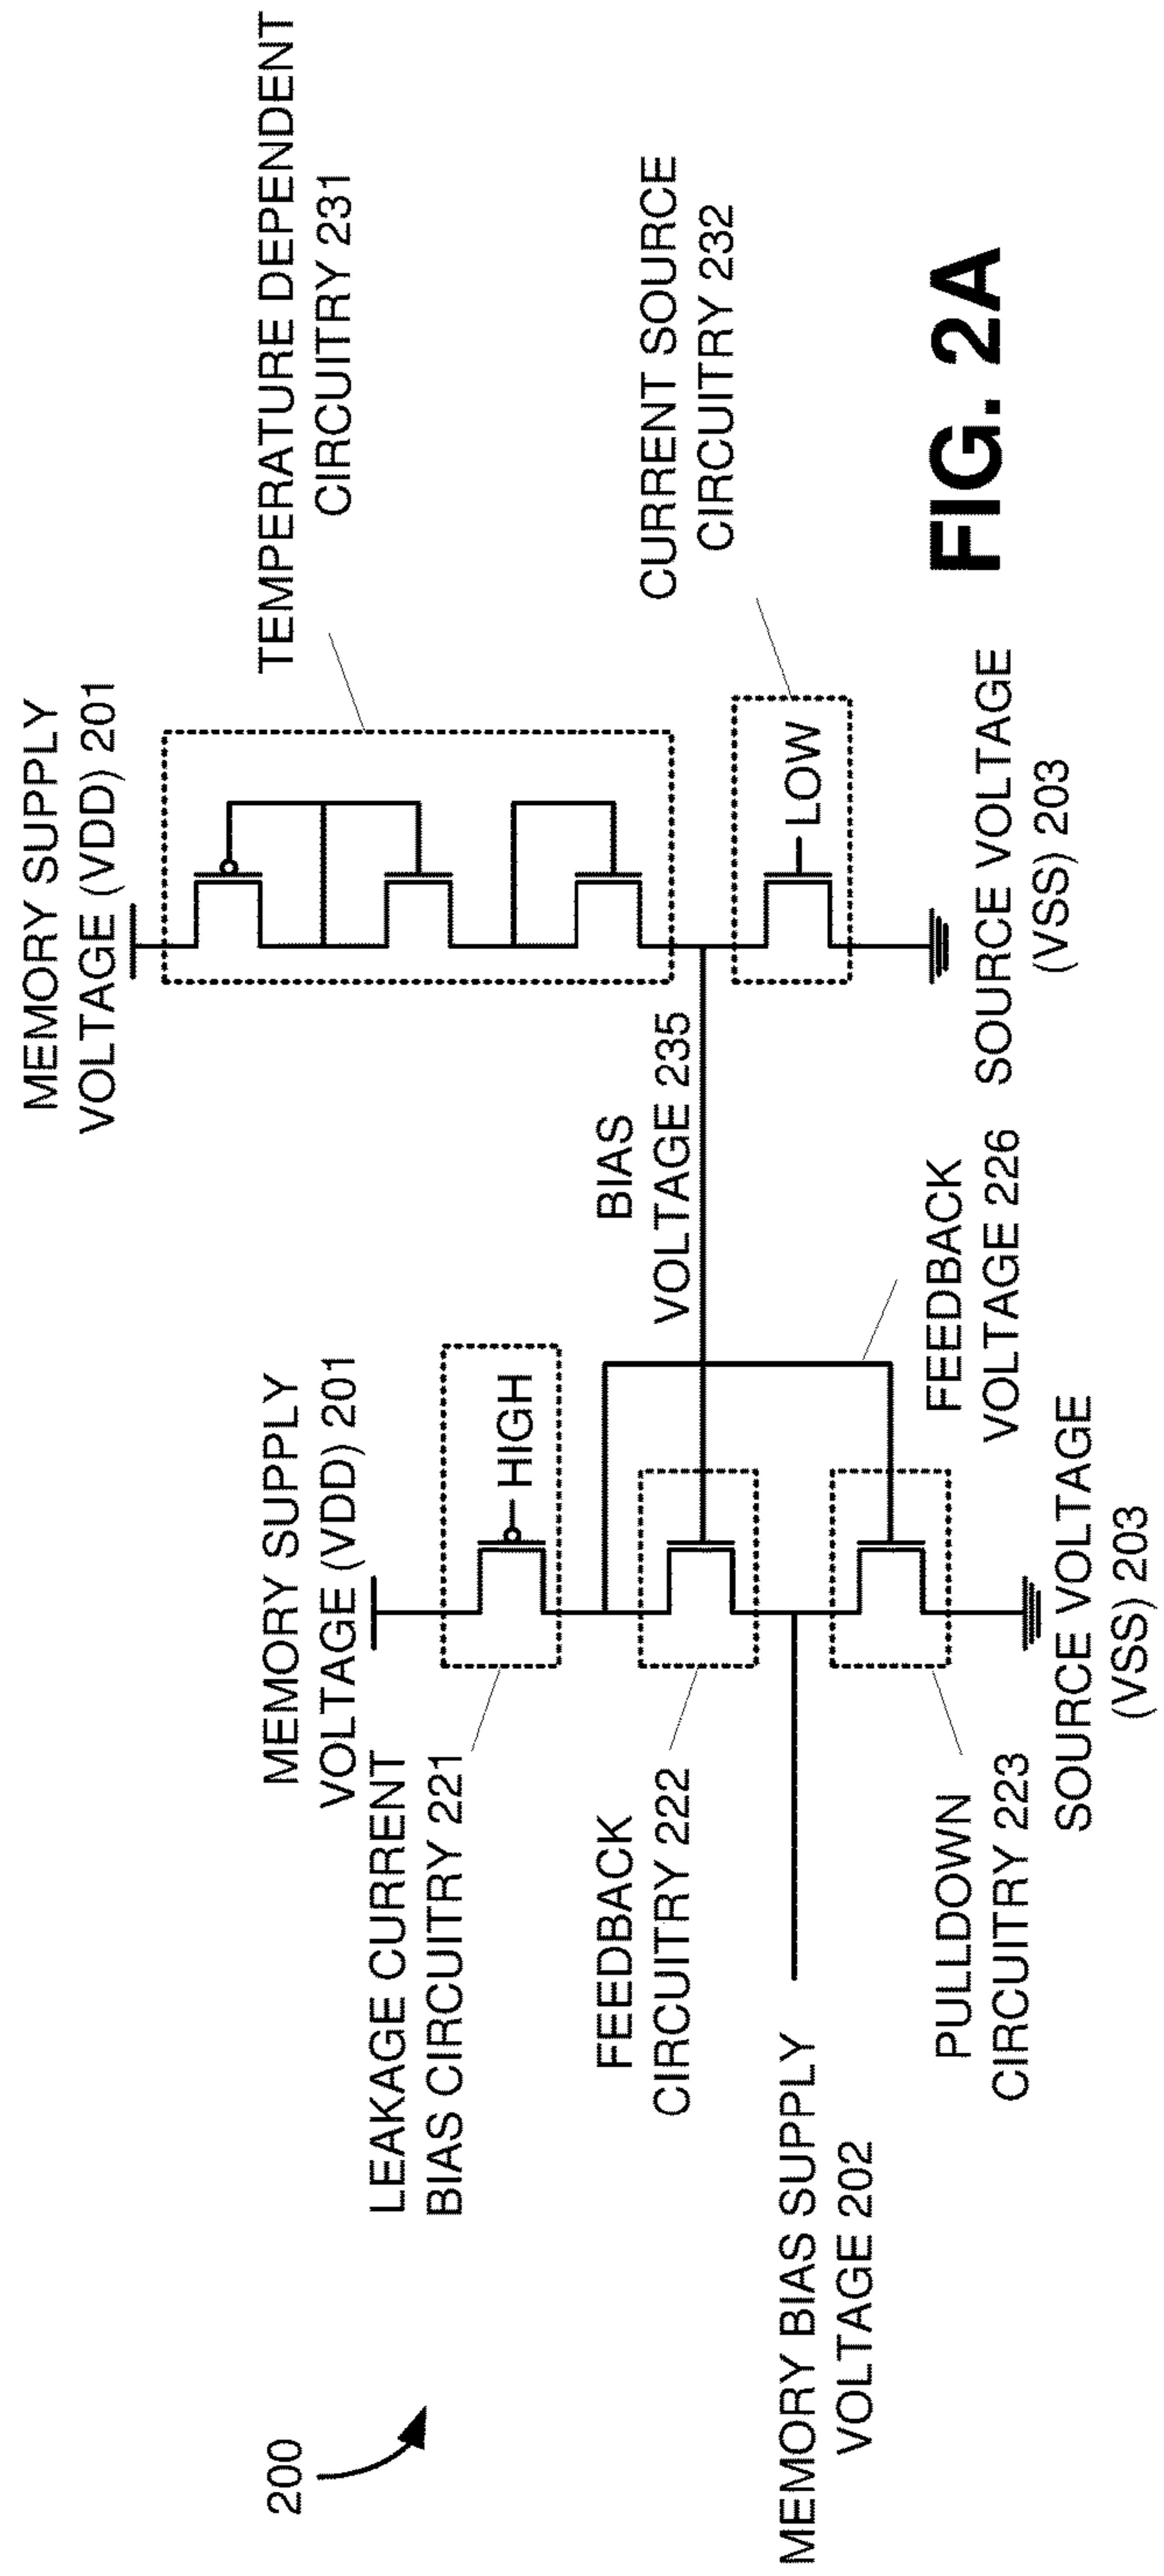 200
MEMORY SUPPLY
VOLTAGE (VDD) 201
MEMORY SUPPLY
VOLTAGE (VDD) 201
TEMPERATURE DEPENDENT
CIRCUITRY 231
LEAKAGE CURRENT
BIAS CIRCUITRY 221
HIGH
FEEDBACK
CIRCUITRY 222
BIAS
VOLTAGE 235
CURRENT SOURCE
CIRCUITRY 232
LOW
MEMORY BIAS SUPPLY
VOLTAGE 202
PULLDOWN
CIRCUITRY 223
FEEDBACK
VOLTAGE 226
SOURCE VOLTAGE
(VSS) 203
SOURCE VOLTAGE
(VSS) 203
FIG. 2A